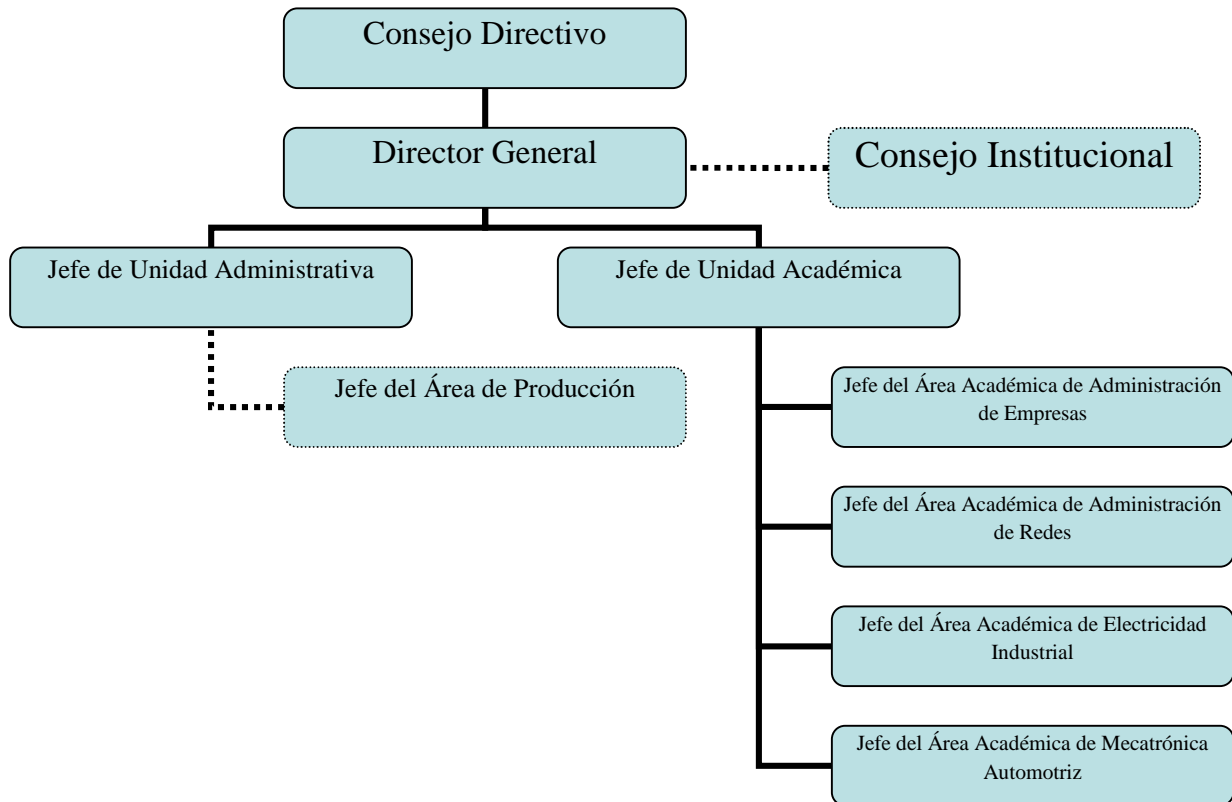 Consejo Directivo
Director General
Consejo Institucional
Jefe de Unidad Administrativa
Jefe de Unidad Académica
Jefe del Área de Producción
Jefe del Área Académica de Administración
de Empresas
Jefe del Área Académica de Administración
de Redes
Jefe del Área Académica de Electricidad
Industrial
Jefe del Área Académica de Mecatrónica
Automotriz